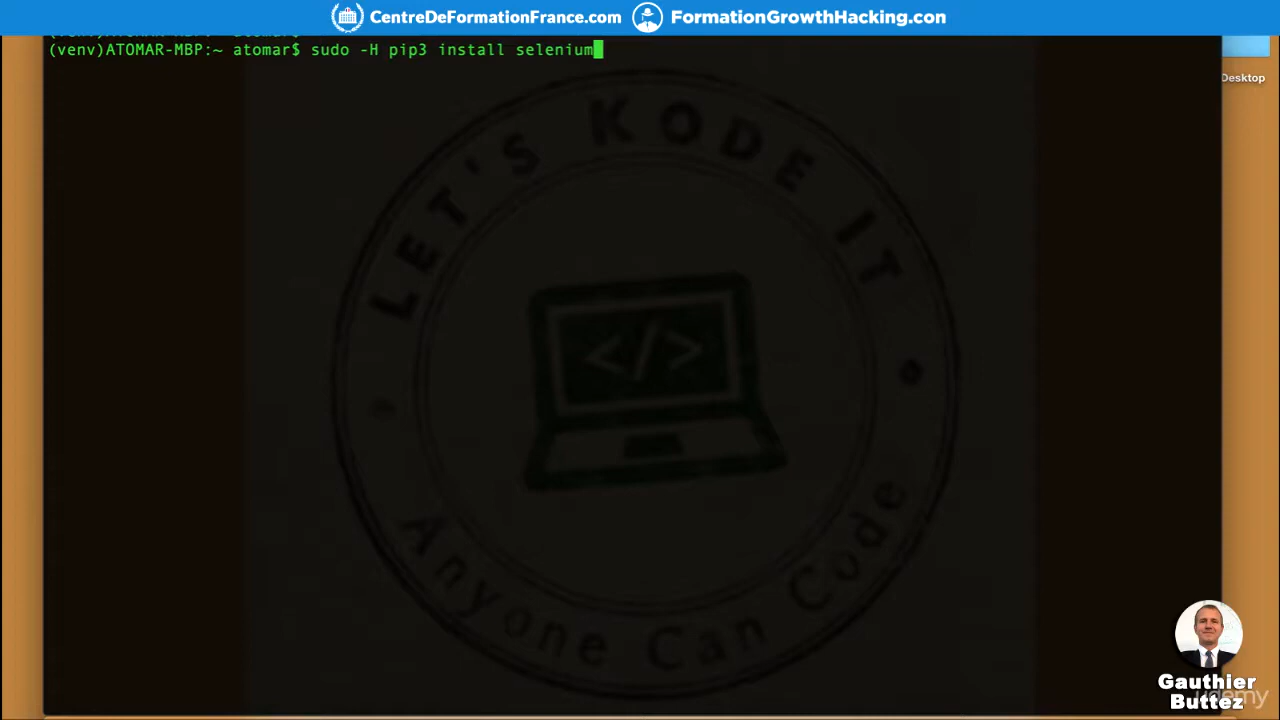 CentreDeFormationFrance.com FormationGrowthHacking.con
(venv)ATOMAR-MBP:~ atomar$ sudo -H pip3 install selenium
Desktop
LET'S KODE IT
</>
Anyone Can Code
Gauthier
Buttez
udemy